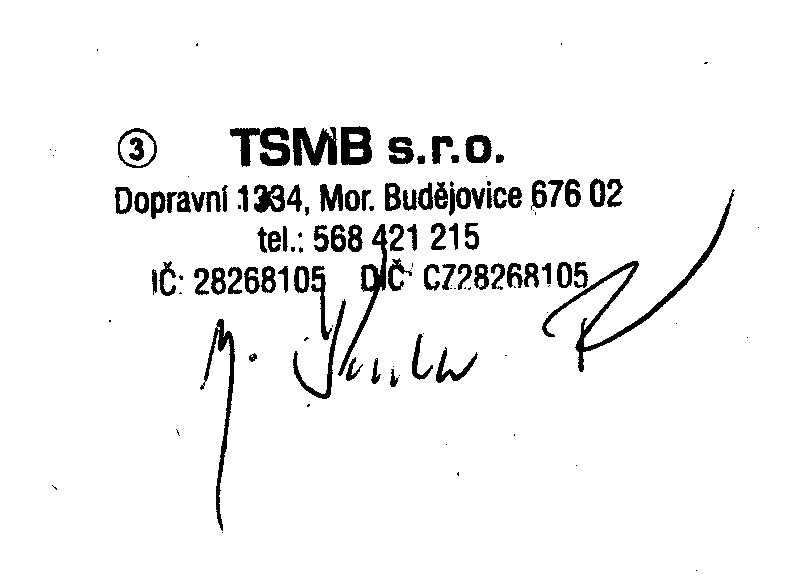 ③ TSMB s.r.o.
Dopravní 1334, Mor. Budějovice 676 02
tel.: 568 421 215
IČ: 28268105 DIČ: CZ28268105